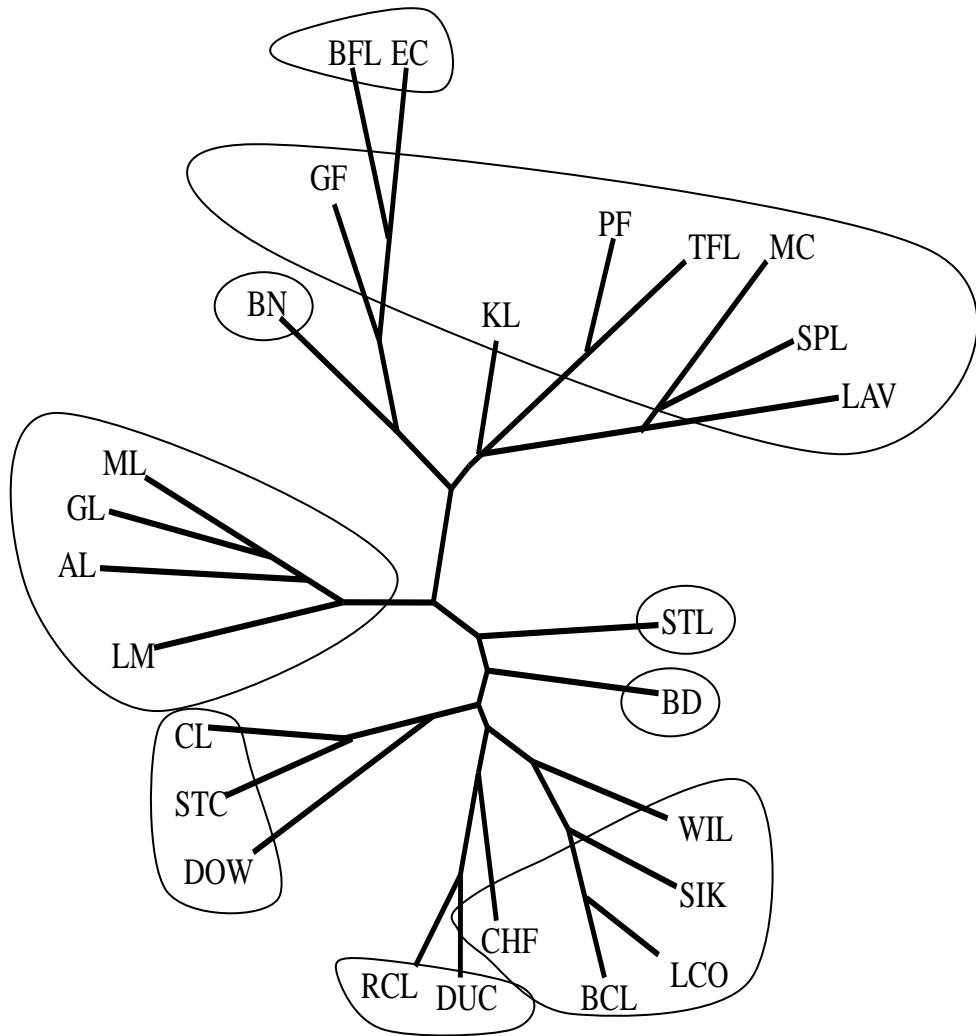 BFL EC
GF
PF
TFL MC
BN
KL
SPL
LAV
ML
GL
AL
LM
STL
BD
CL
STC
DOW
WIL
SIK
CHF
LCO
RCL
DUC
BCL